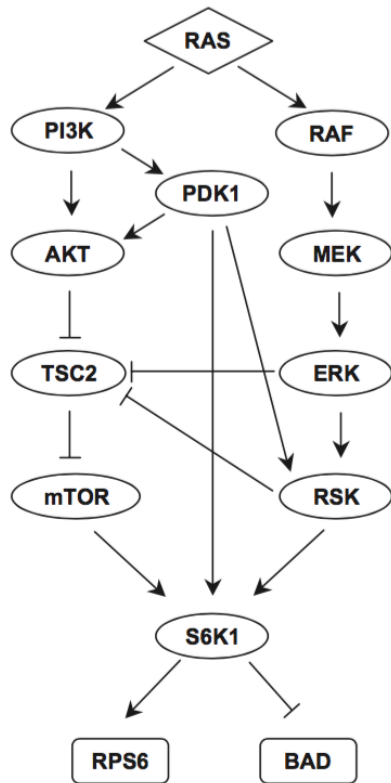 RAS
PI3K
RAF
PDK1
AKT
MEK
TSC2
ERK
mTOR
RSK
S6K1
RPS6
BAD